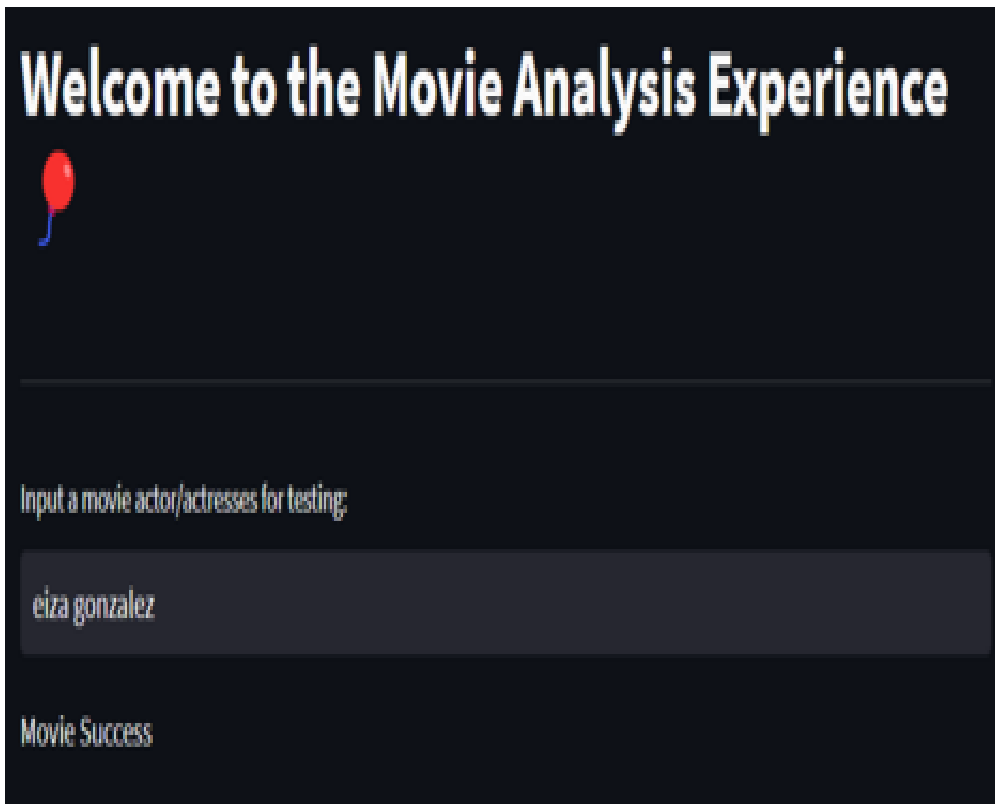 Welcome to the Movie Analysis Experience
🎈
Input a movie actor/actresses for testing:
eiza gonzalez
Movie Success